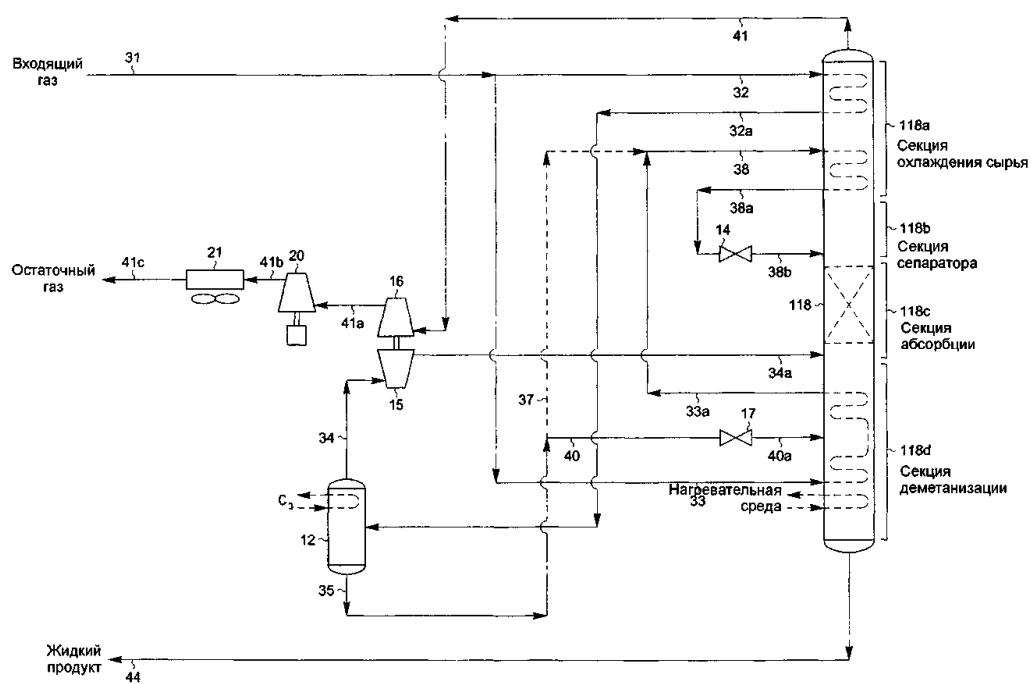 41
Входящий
газ
31
32
32a
118a
Секция
охлаждения сырья
38
38a
14
38b
118b
Секция
сепаратора
Остаточный
газ
41c
21
41b
20
16
41a
118
118c
Секция
абсорбции
15
34a
37
33a
34
17
40
40a
118d
Секция
деметанизации
C3
Нагревательная
среда
33
12
35
Жидкий
продукт
44